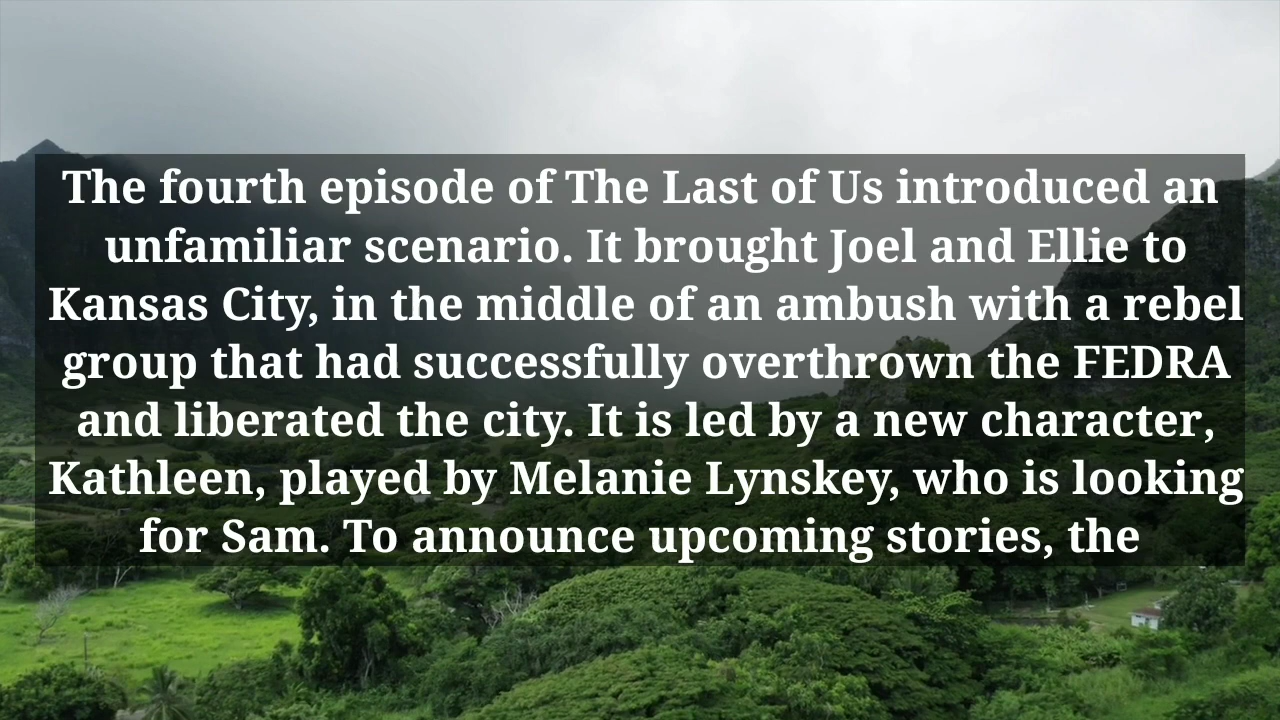 The fourth episode of The Last of Us introduced an
unfamiliar scenario. It brought Joel and Ellie to
Kansas City, in the middle of an ambush with a rebel
group that had successfully overthrown the FEDRA
and liberated the city. It is led by a new character,
Kathleen, played by Melanie Lynskey, who is looking
for Sam. To announce upcoming stories, the